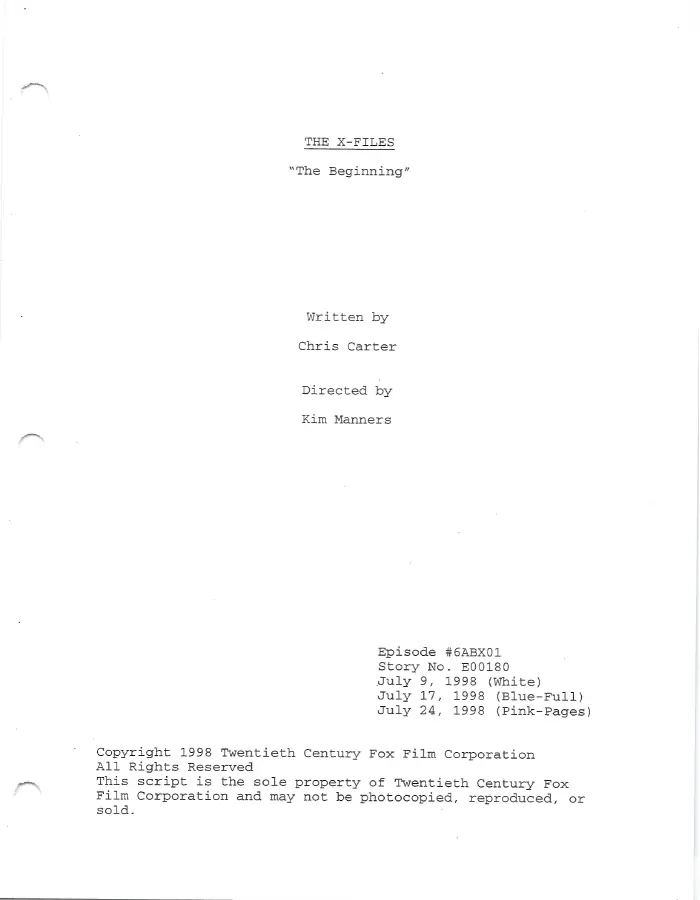 THE X-FILES
"The Beginning"
Written by
Chris Carter
Directed by
Kim Manners
Episode #6ABX01
Story No. E00180
July 9, 1998 (White)
July 17, 1998 (Blue-Full)
July 24, 1998 (Pink-Pages)
Copyright 1998 Twentieth Century Fox Film Corporation
All Rights Reserved
This script is the sole property of Twentieth Century Fox
Film Corporation and may not be photocopied, reproduced, or
sold.